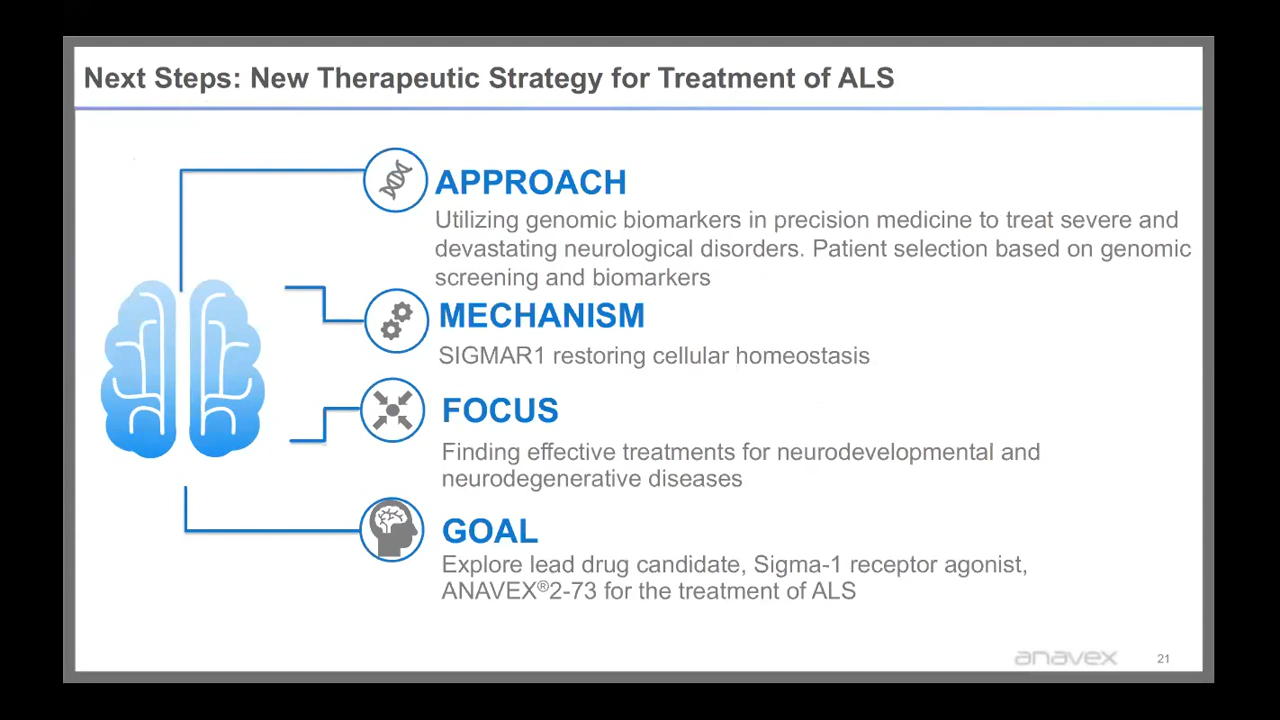 Next Steps: New Therapeutic Strategy for Treatment of ALS
APPROACH
Utilizing genomic biomarkers in precision medicine to treat severe and
devastating neurological disorders. Patient selection based on genomic
screening and biomarkers
MECHANISM
SIGMAR1 restoring cellular homeostasis
FOCUS
Finding effective treatments for neurodevelopmental and
neurodegenerative diseases
GOAL
Explore lead drug candidate, Sigma-1 receptor agonist,
ANAVEX®2-73 for the treatment of ALS
anavex
21